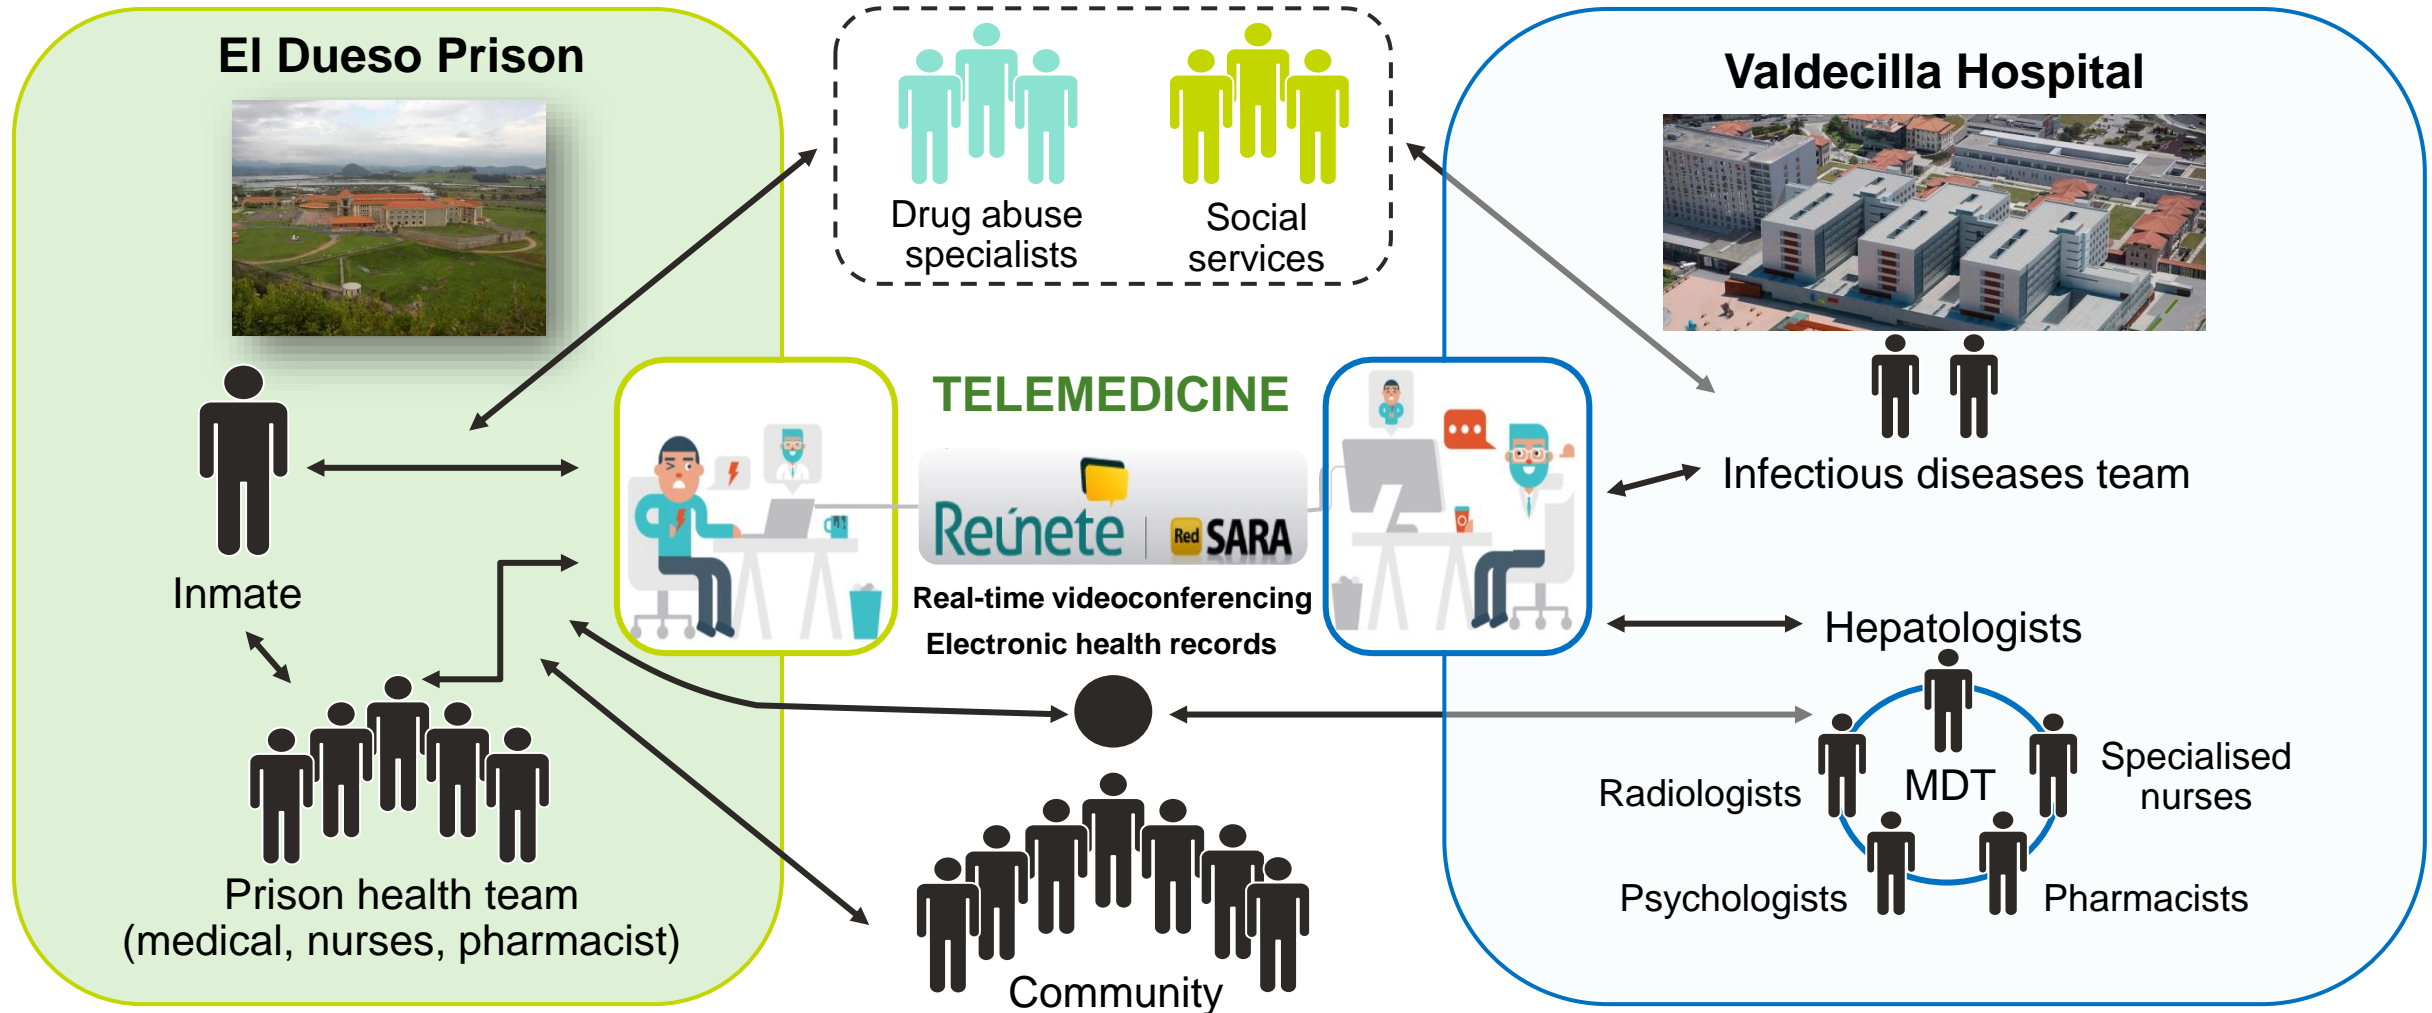 El Dueso Prison
Inmate
Prison health team
(medical, nurses, pharmacist)
Drug abuse
specialists
Social
services
TELEMEDICINE
Reúnete
Red SARA
Real-time videoconferencing
Electronic health records
Community
Valdecilla Hospital
Infectious diseases team
Hepatologists
MDT
Radiologists
Specialised
nurses
Psychologists
Pharmacists